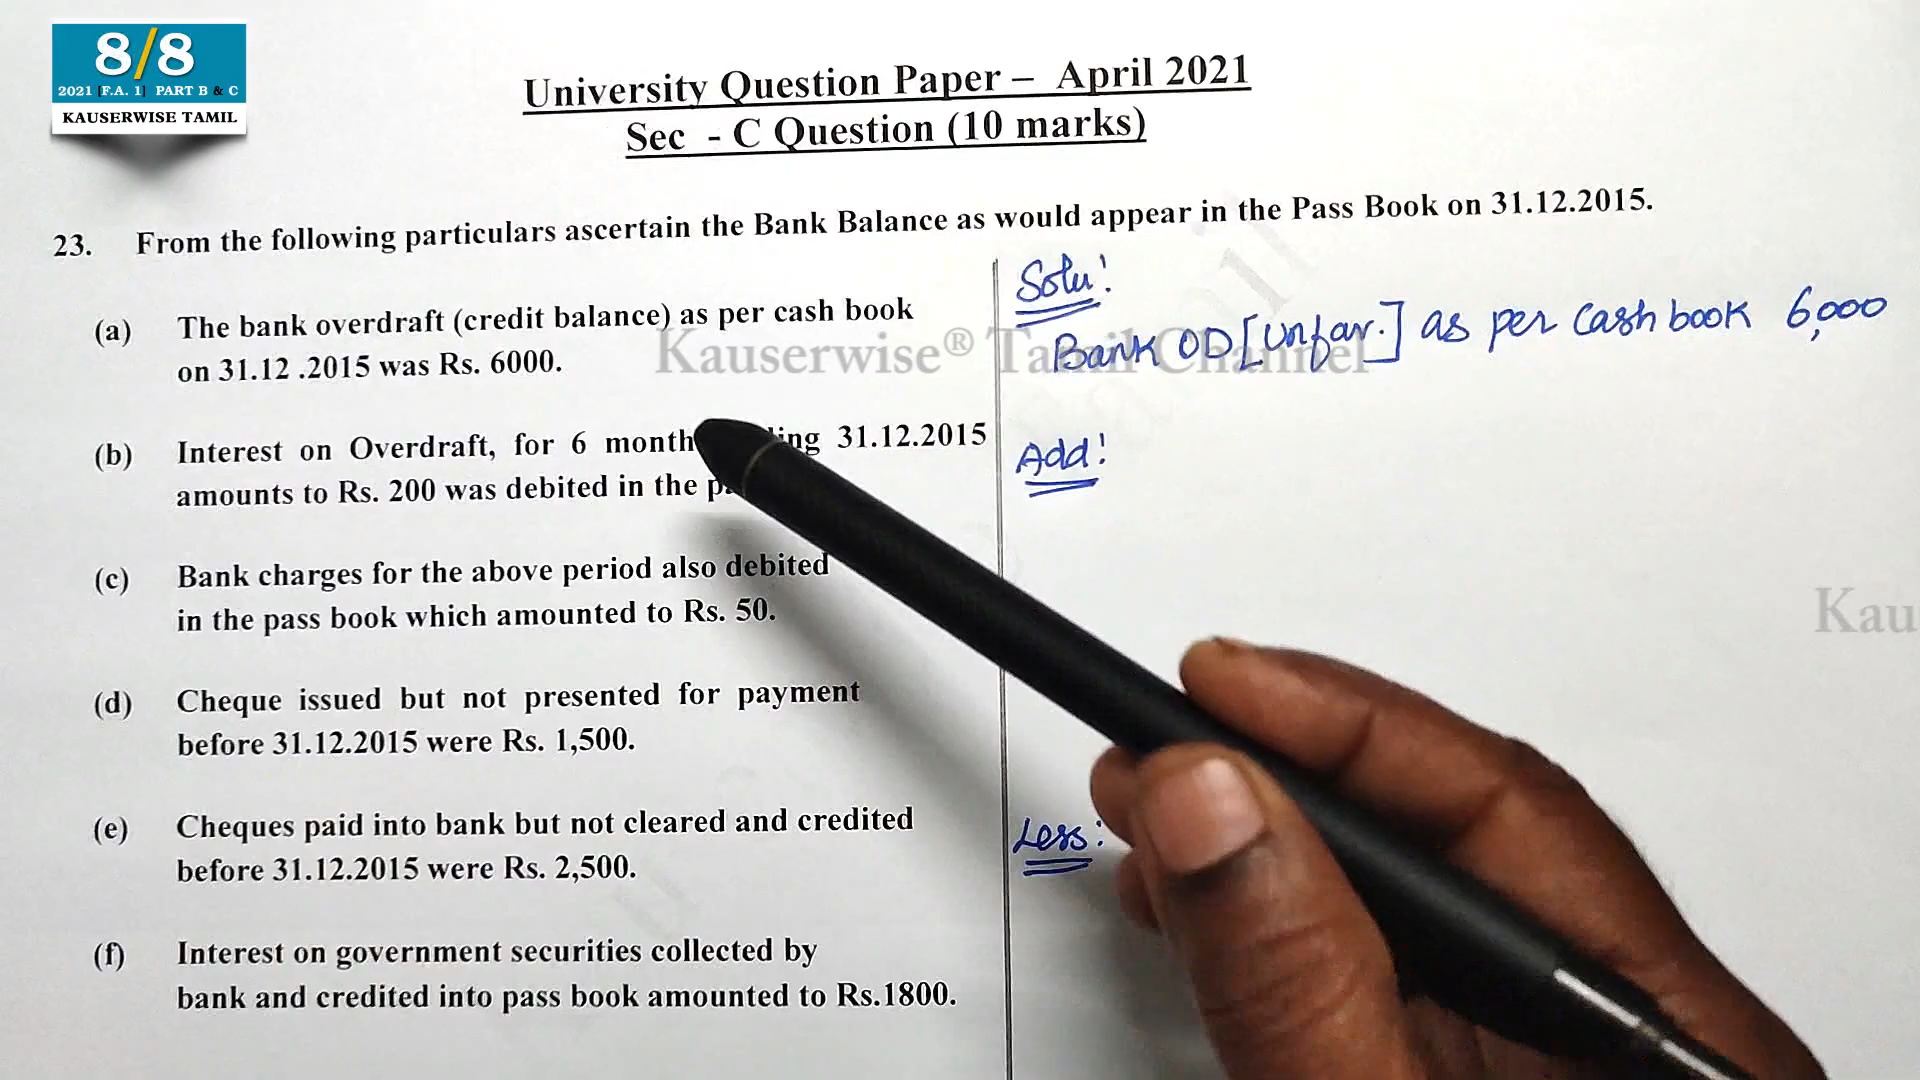 8/8
2021 [F.A. 1] PART B & C
KAUSERWISE TAMIL
University Question Paper – April 2021
Sec - C Question (10 marks)
23. From the following particulars ascertain the Bank Balance as would appear in the Pass Book on 31.12.2015.
(a) The bank overdraft (credit balance) as per cash book
on 31.12 .2015 was Rs. 6000.
(b) Interest on Overdraft, for 6 month 31.12.2015
amounts to Rs. 200 was debited in the
(c) Bank charges for the above period also debited
in the pass book which amounted to Rs. 50.
(d) Cheque issued but not presented for payment
before 31.12.2015 were Rs. 1,500.
(e) Cheques paid into bank but not cleared and credited
before 31.12.2015 were Rs. 2,500.
(f) Interest on government securities collected by
bank and credited into pass book amounted to Rs.1800.
Solu:
Bank OD [Unfav.] as per Cash book 6,000
Add:
Less:
Kauserwise® Tamil Channel
Kau